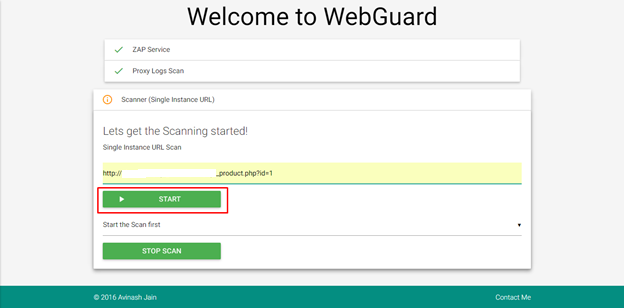 Welcome to WebGuard
ZAP Service
Proxy Logs Scan
Scanner (Single Instance URL)
Lets get the Scanning started!
Single Instance URL Scan
http:// _product.php?id=1
START
Start the Scan first
STOP SCAN
© 2016 Avinash Jain Contact Me